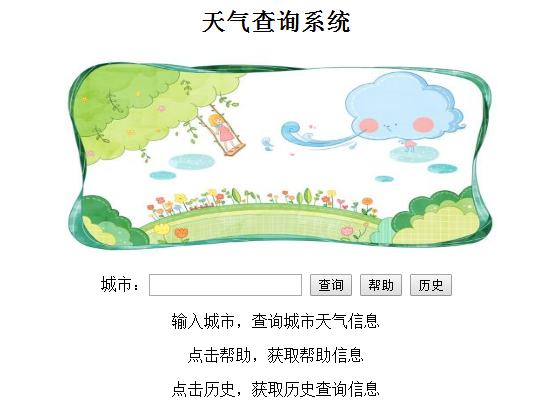 天气查询系统
城市： 查询 帮助 历史
输入城市，查询城市天气信息
点击帮助，获取帮助信息
点击历史，获取历史查询信息